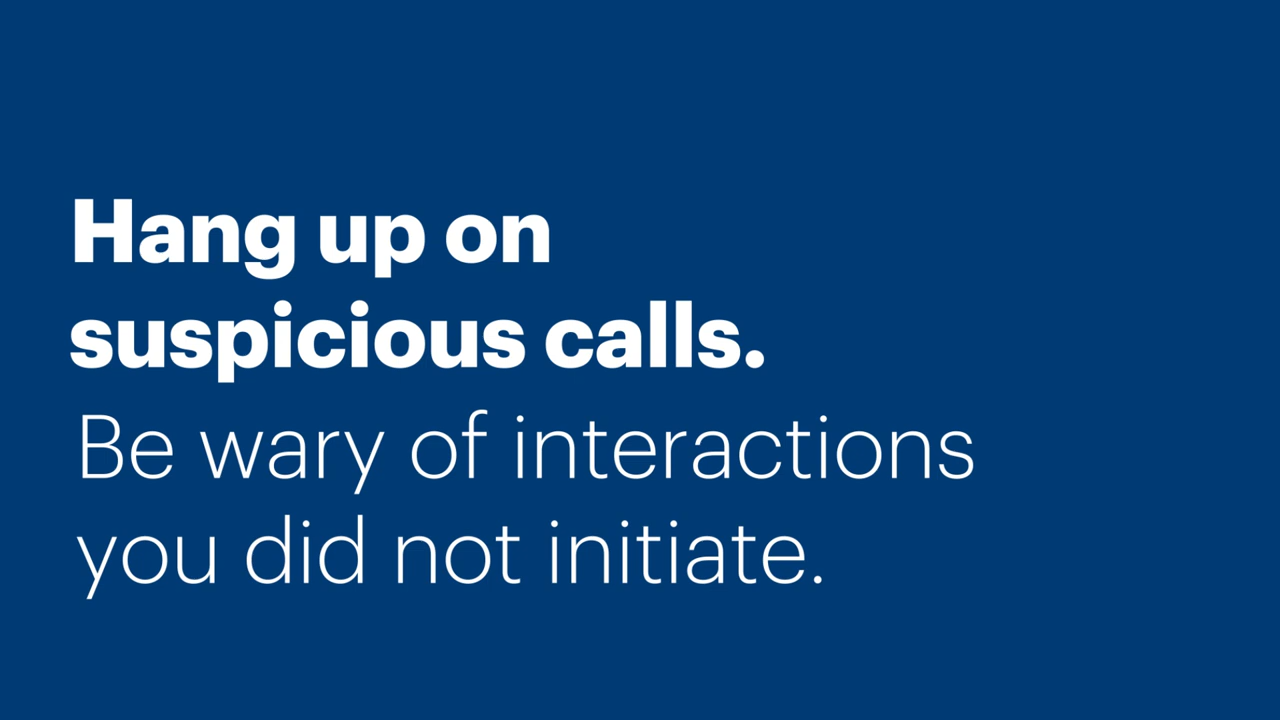 Hang up on
suspicious calls.
Be wary of interactions
you did not initiate.